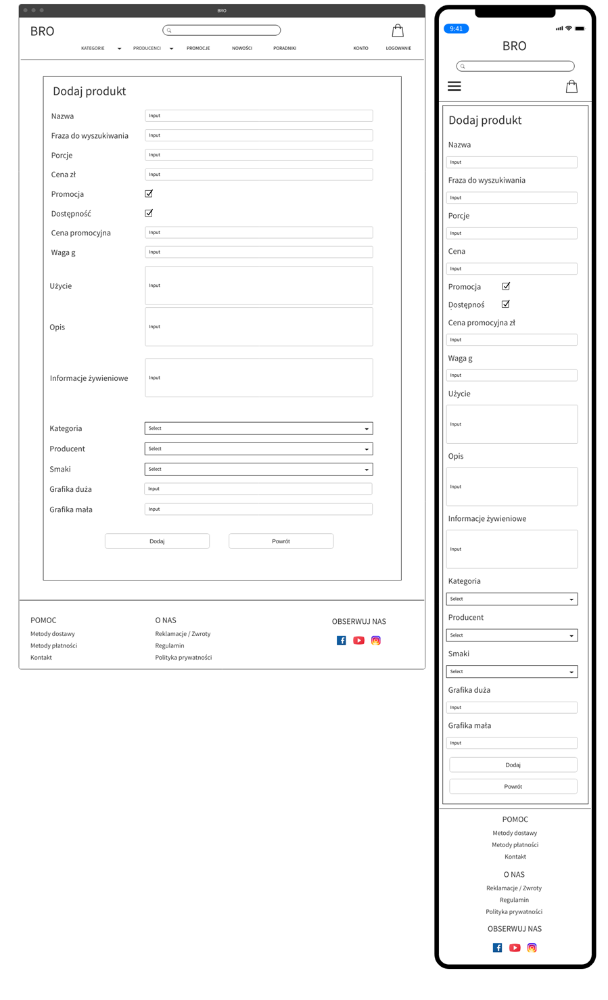 BRO
BRO
KATEGORIE PRODUCENCI PROMOCJE NOWOŚCI PORADNIKI KONTO LOGOWANIE
Dodaj produkt
Nazwa Input
Fraza do wyszukiwania Input
Porcje Input
Cena zł Input
Promocja
Dostępność
Cena promocyjna Input
Waga g Input
Użycie Input
Opis Input
Informacje żywieniowe Input
Kategoria Select
Producent Select
Smaki Select
Grafika duża Input
Grafika mała Input
Dodaj Powrót
POMOC O NAS OBSERWUJ NAS
Metody dostawy Reklamacje / Zwroty
Metody płatności Regulamin
Kontakt Polityka prywatności
9:41
BRO
Dodaj produkt
Nazwa
Input
Fraza do wyszukiwania
Input
Porcje
Input
Cena
Input
Promocja
Dostępnoś
Cena promocyjna zł
Input
Waga g
Input
Użycie
Input
Opis
Input
Informacje żywieniowe
Input
Kategoria
Select
Producent
Select
Smaki
Select
Grafika duża
Input
Grafika mała
Input
Dodaj
Powrót
POMOC
Metody dostawy
Metody płatności
Kontakt
O NAS
Reklamacje / Zwroty
Regulamin
Polityka prywatności
OBSERWUJ NAS